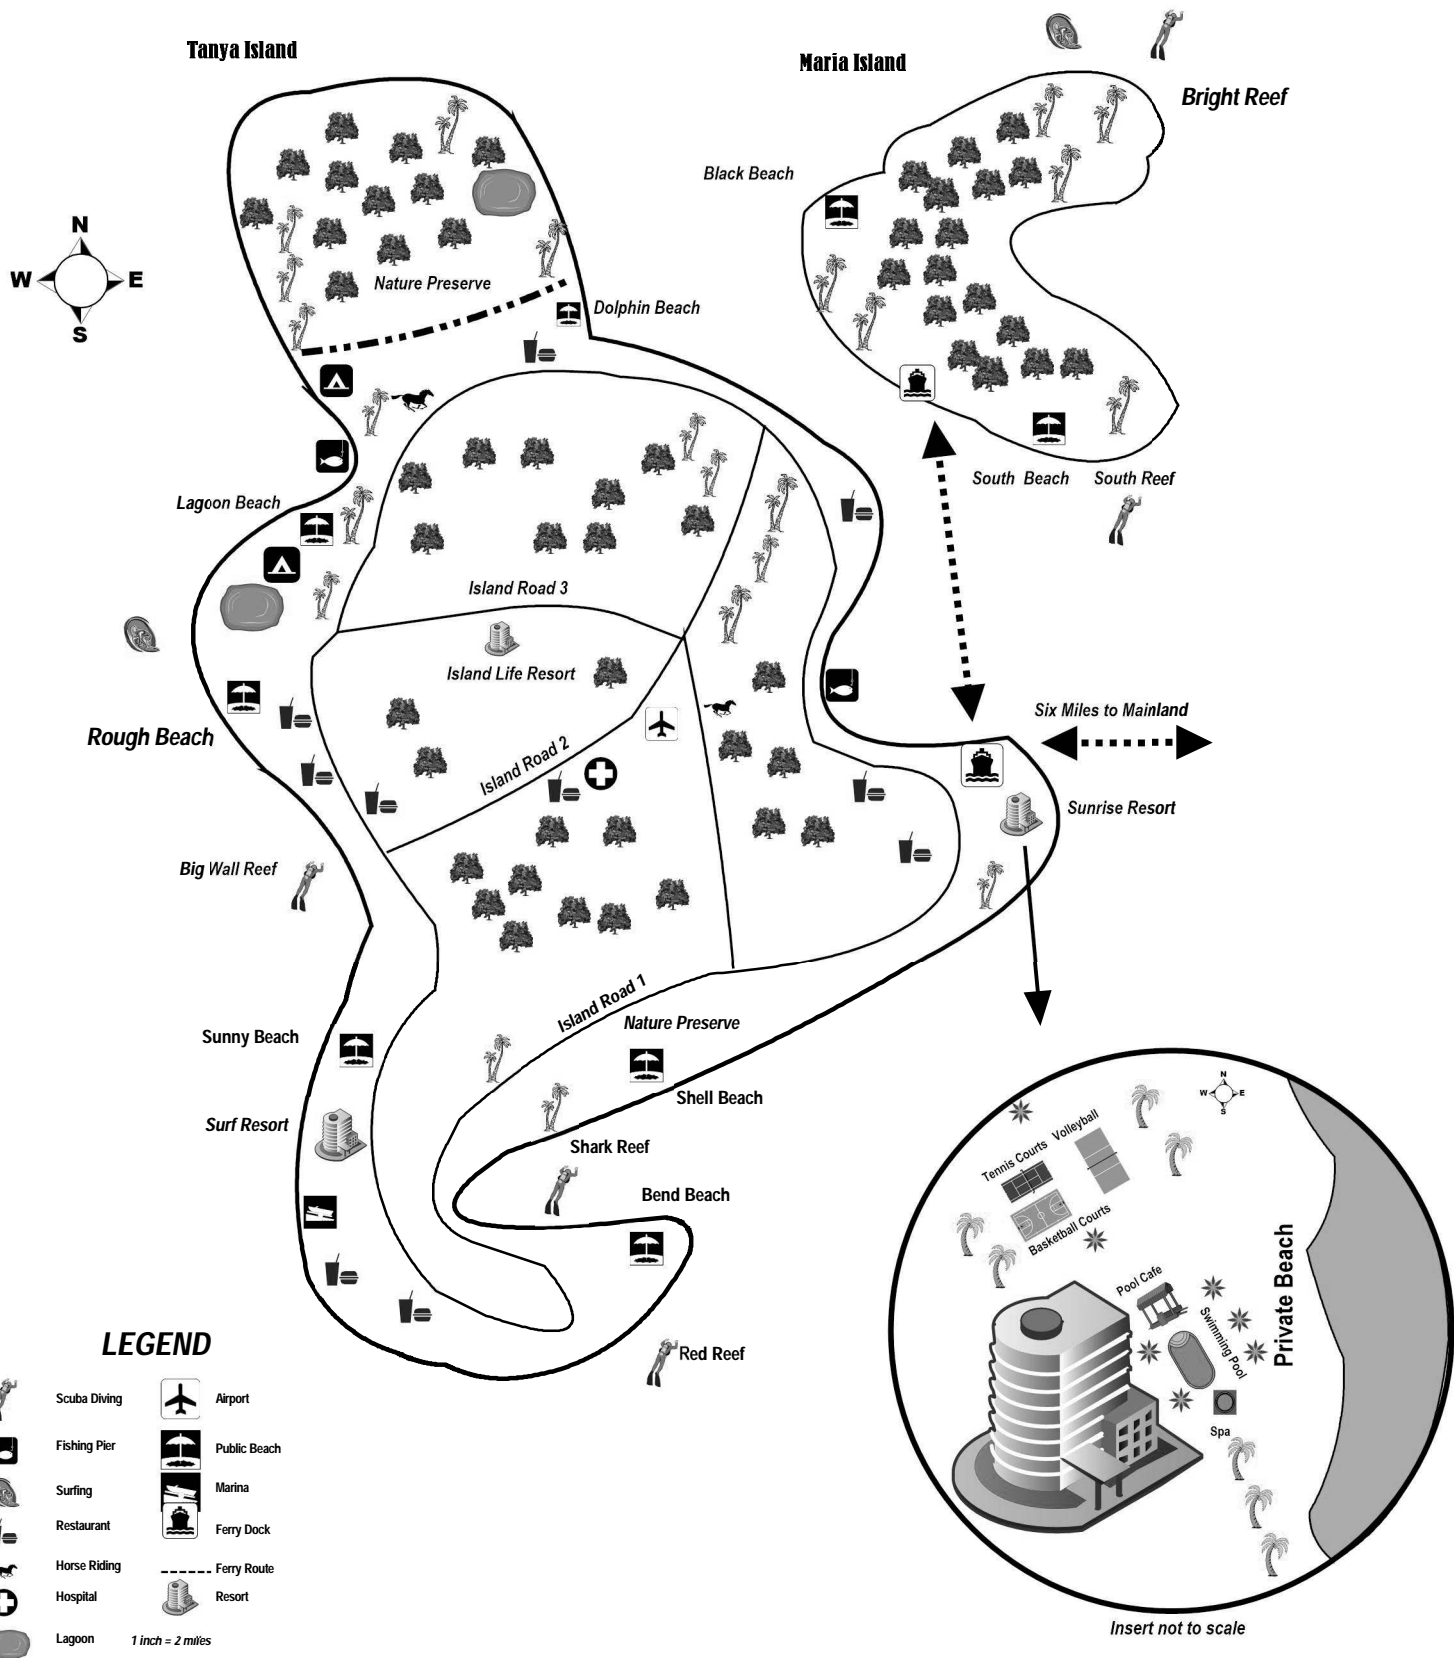 Tanya Island
Maria Island
Bright Reef
Black Beach
N
W E
S
Nature Preserve
Dolphin Beach
South Beach South Reef
Lagoon Beach
Island Road 3
Island Life Resort
Six Miles to Mainland
Rough Beach
Island Road 2
Sunrise Resort
Big Wall Reef
Island Road 1
Nature Preserve
Sunny Beach
Shell Beach
Surf Resort
Shark Reef
Bend Beach
Red Reef
N
W E
S
Tennis Courts
Volleyball
Basketball Courts
Pool Cafe
Swimming Pool
Private Beach
Spa
Insert not to scale
LEGEND
Scuba Diving Airport
Fishing Pier Public Beach
Surfing Marina
Restaurant Ferry Dock
Horse Riding Ferry Route
Hospital Resort
Lagoon 1 inch = 2 miles